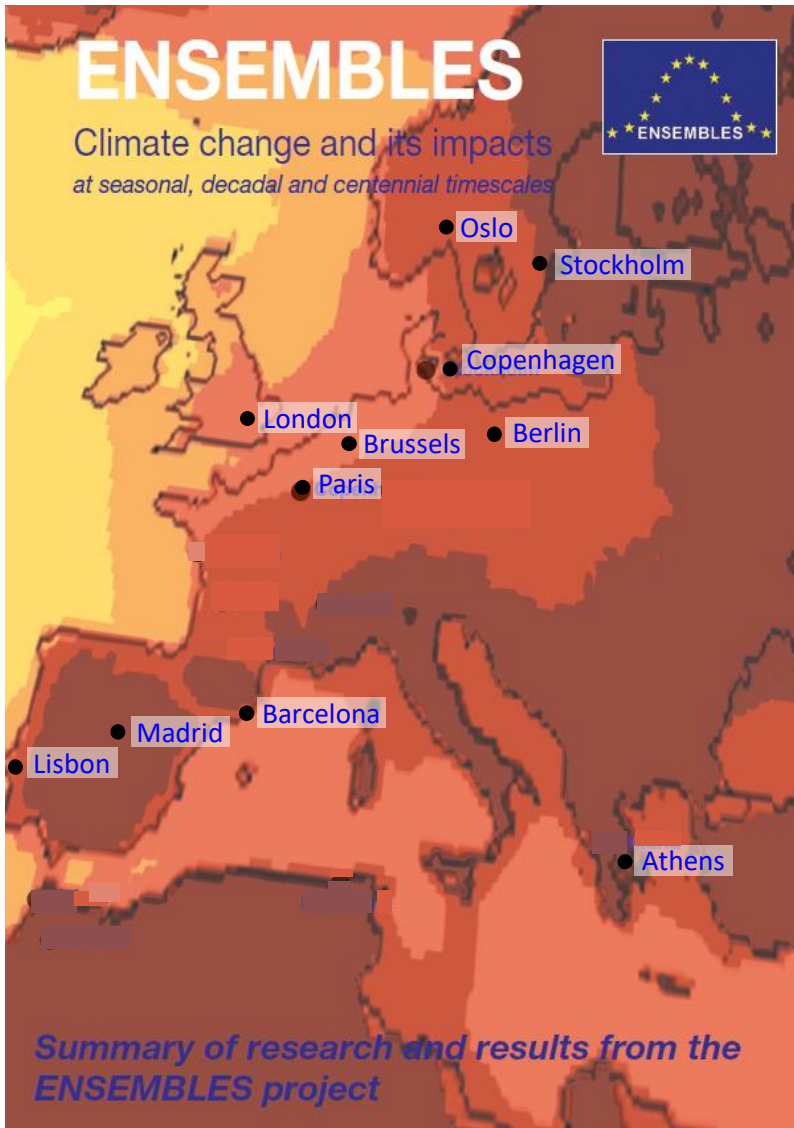 ENSEMBLES
Climate change and its impacts
at seasonal, decadal and centennial timescales
ENSEMBLES
Oslo
Stockholm
Copenhagen
London
Brussels
Berlin
Paris
Barcelona
Madrid
Lisbon
Athens
Summary of research and results from the
ENSEMBLES project